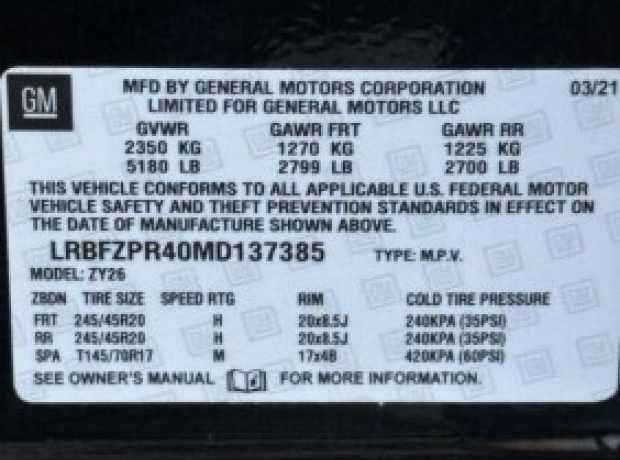 GM
MFD BY GENERAL MOTORS CORPORATION 03/21
LIMITED FOR GENERAL MOTORS LLC
GVWR GAWR FRT GAWR RR
2350 KG 1270 KG 1225 KG
5180 LB 2799 LB 2700 LB
THIS VEHICLE CONFORMS TO ALL APPLICABLE U.S. FEDERAL MOTOR
VEHICLE SAFETY AND THEFT PREVENTION STANDARDS IN EFFECT ON
THE DATE OF MANUFACTURE SHOWN ABOVE.
LRBFZPR40MD137385 TYPE: M.P.V.
MODEL: ZY26
ZBDN TIRE SIZE SPEED RTG RIM COLD TIRE PRESSURE
FRT 245/45R20 H 20x8.5J 240KPA (35PSI)
RR 245/45R20 H 20x8.5J 240KPA (35PSI)
SPA T145/70R17 M 17x4B 420KPA (60PSI)
SEE OWNER'S MANUAL FOR MORE INFORMATION.